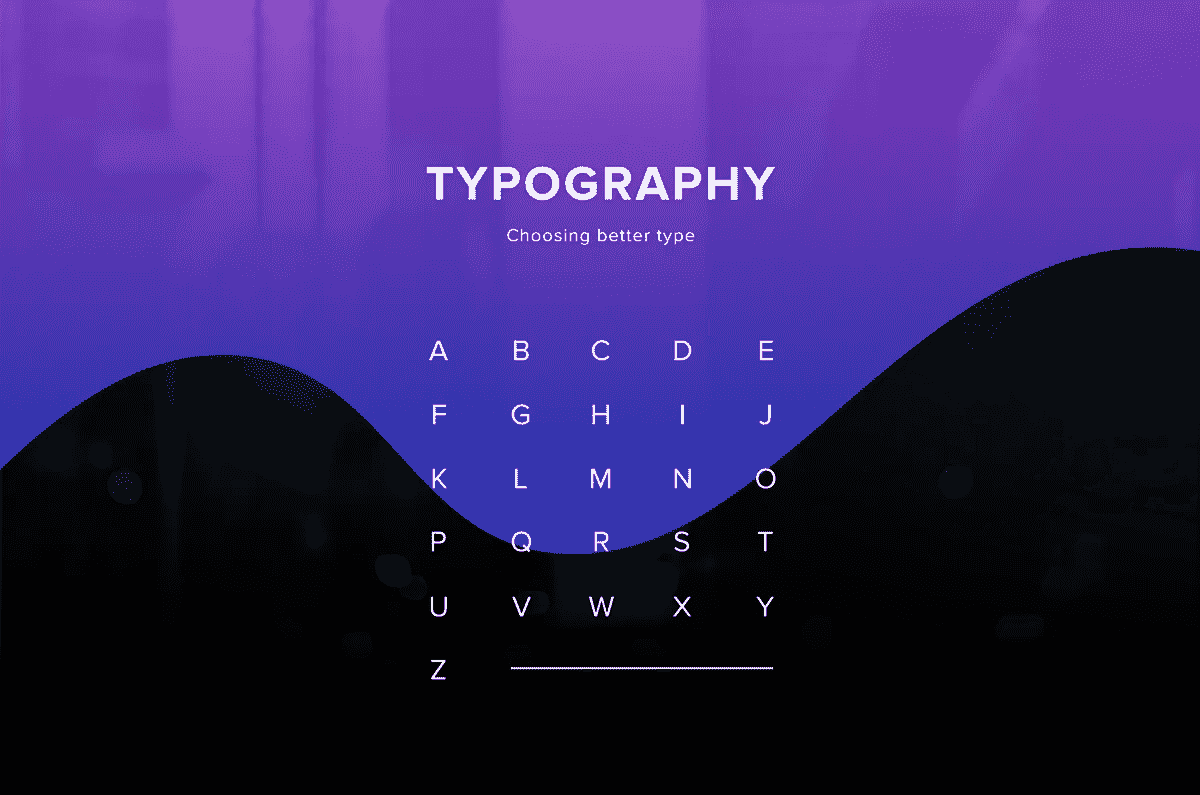 TYPOGRAPHY
Choosing better type
A B C D E
F G H I J
K L M N O
P Q R S T
U V W X Y
Z